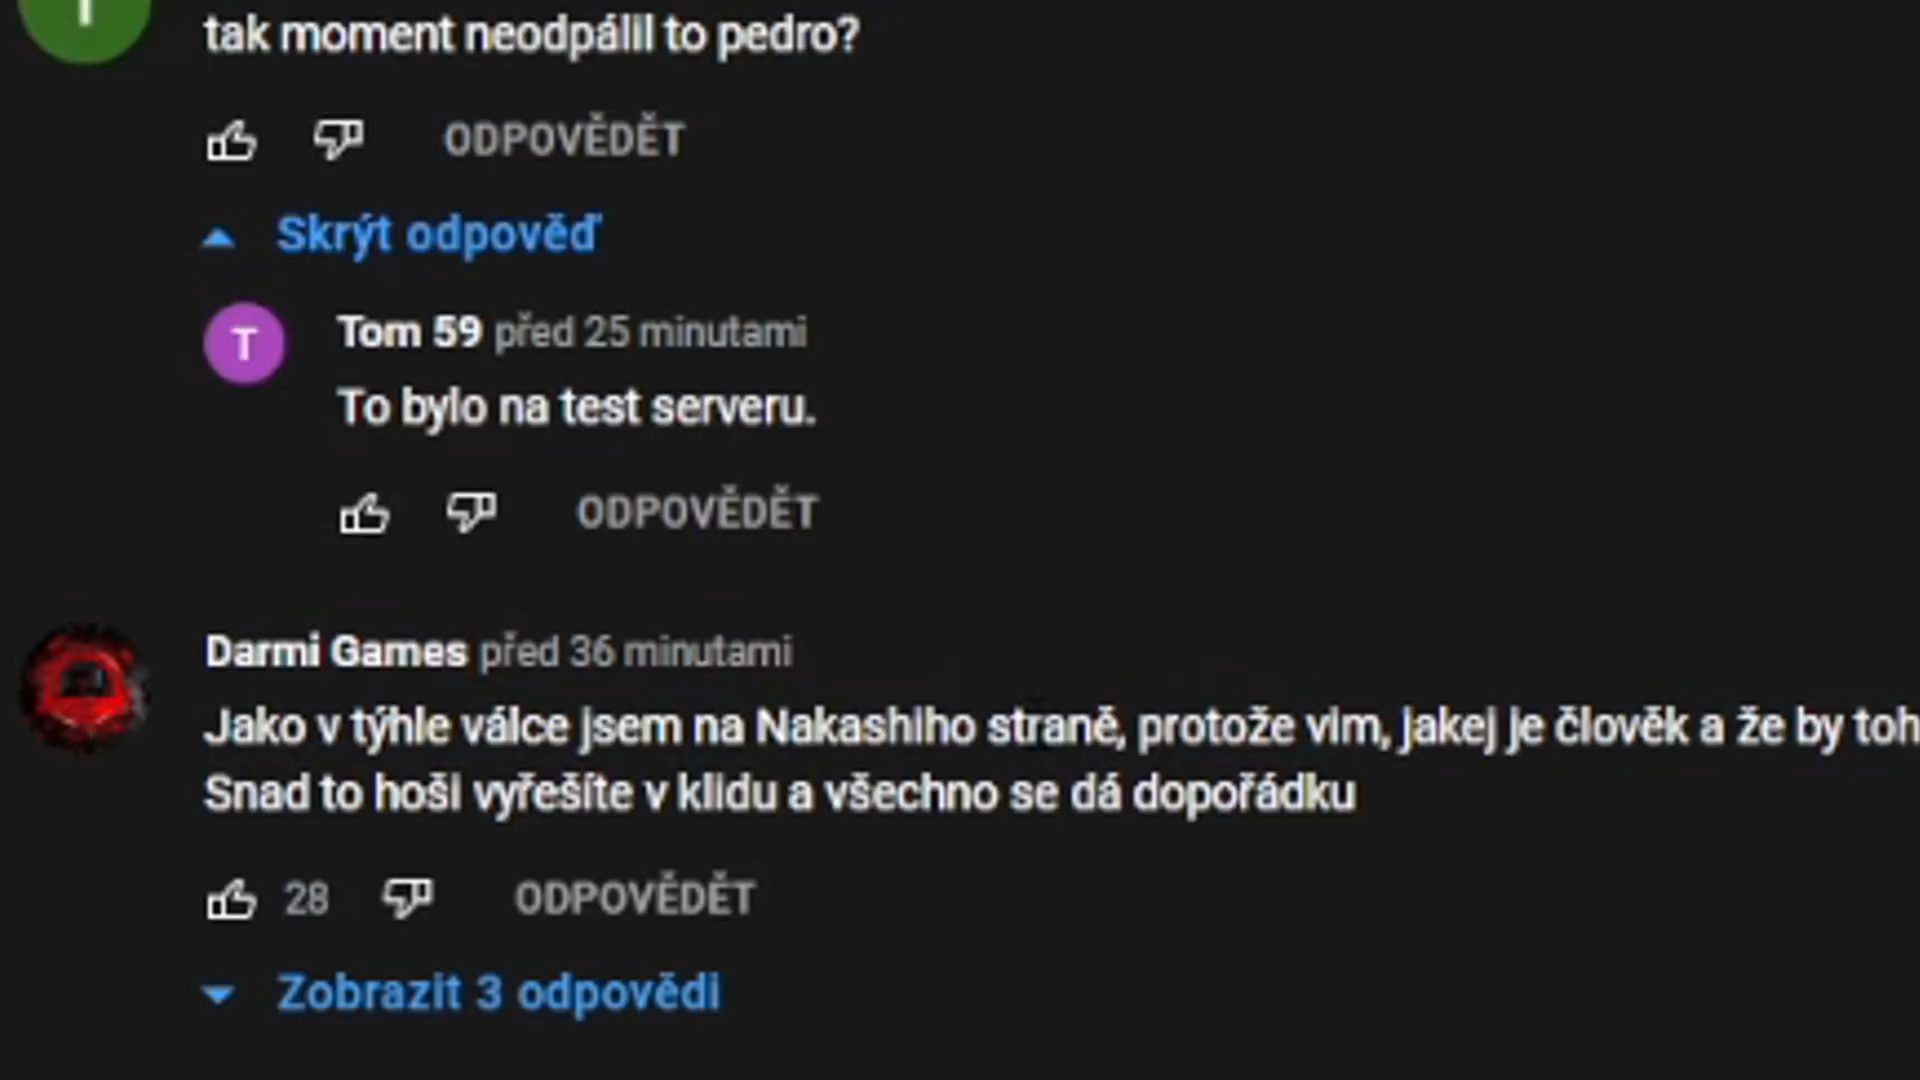 tak moment neodpálil to pedro?
ODPOVĚDĚT
Skrýt odpověď
T
Tom 59 před 25 minutami
To bylo na test serveru.
ODPOVĚDĚT
Darmi Games před 36 minutami
Jako v týhle válce jsem na Nakashiho straně, protože vim, jakej je člověk a že by toh
Snad to hoši vyřešíte v klidu a všechno se dá dopořádku
28 ODPOVĚDĚT
Zobrazit 3 odpovědi